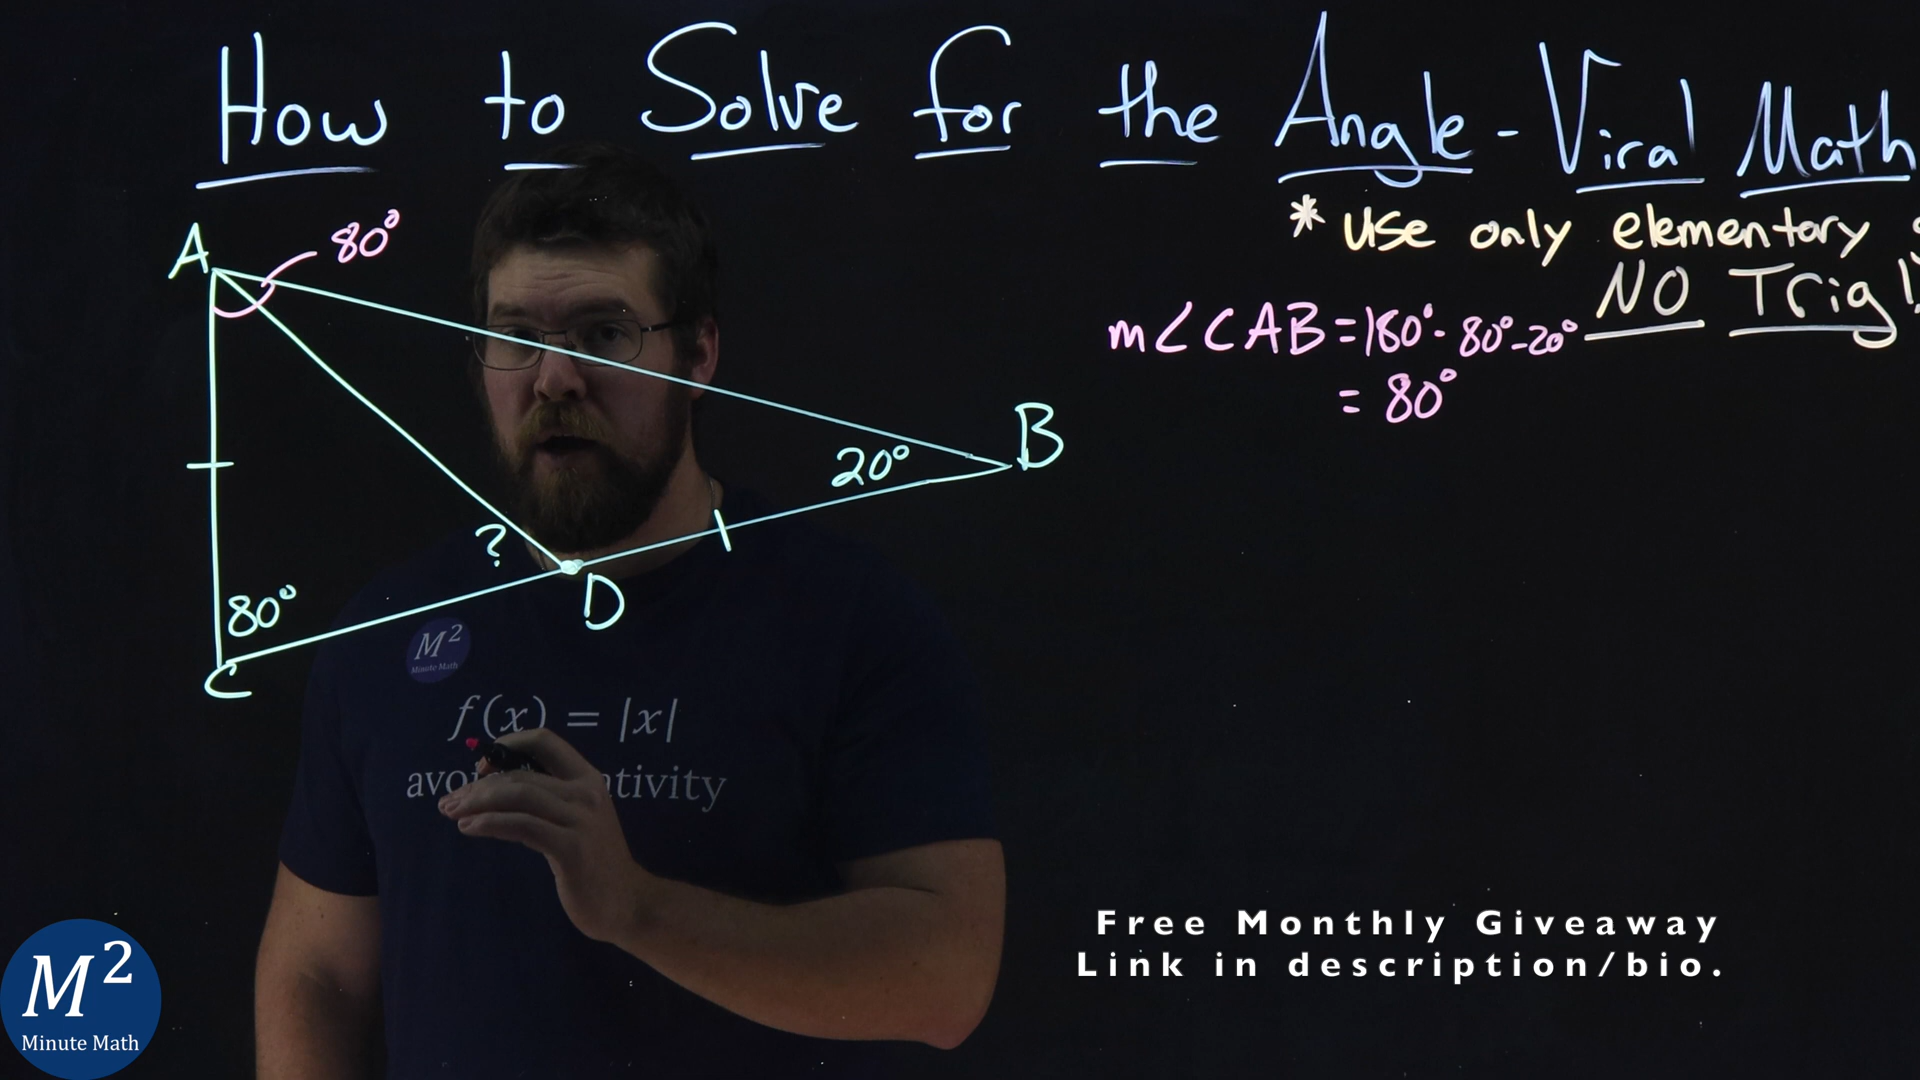 How to Solve for the Angle - Viral Math
* Use only elementary
NO Trig!
A 80°
m∠CAB = 180° - 80° - 20°
= 80°
B
20°
?
D
80°
C
M²
Minute Math
f(x) = |x|
Free Monthly Giveaway
Link in description/bio.
M²
Minute Math